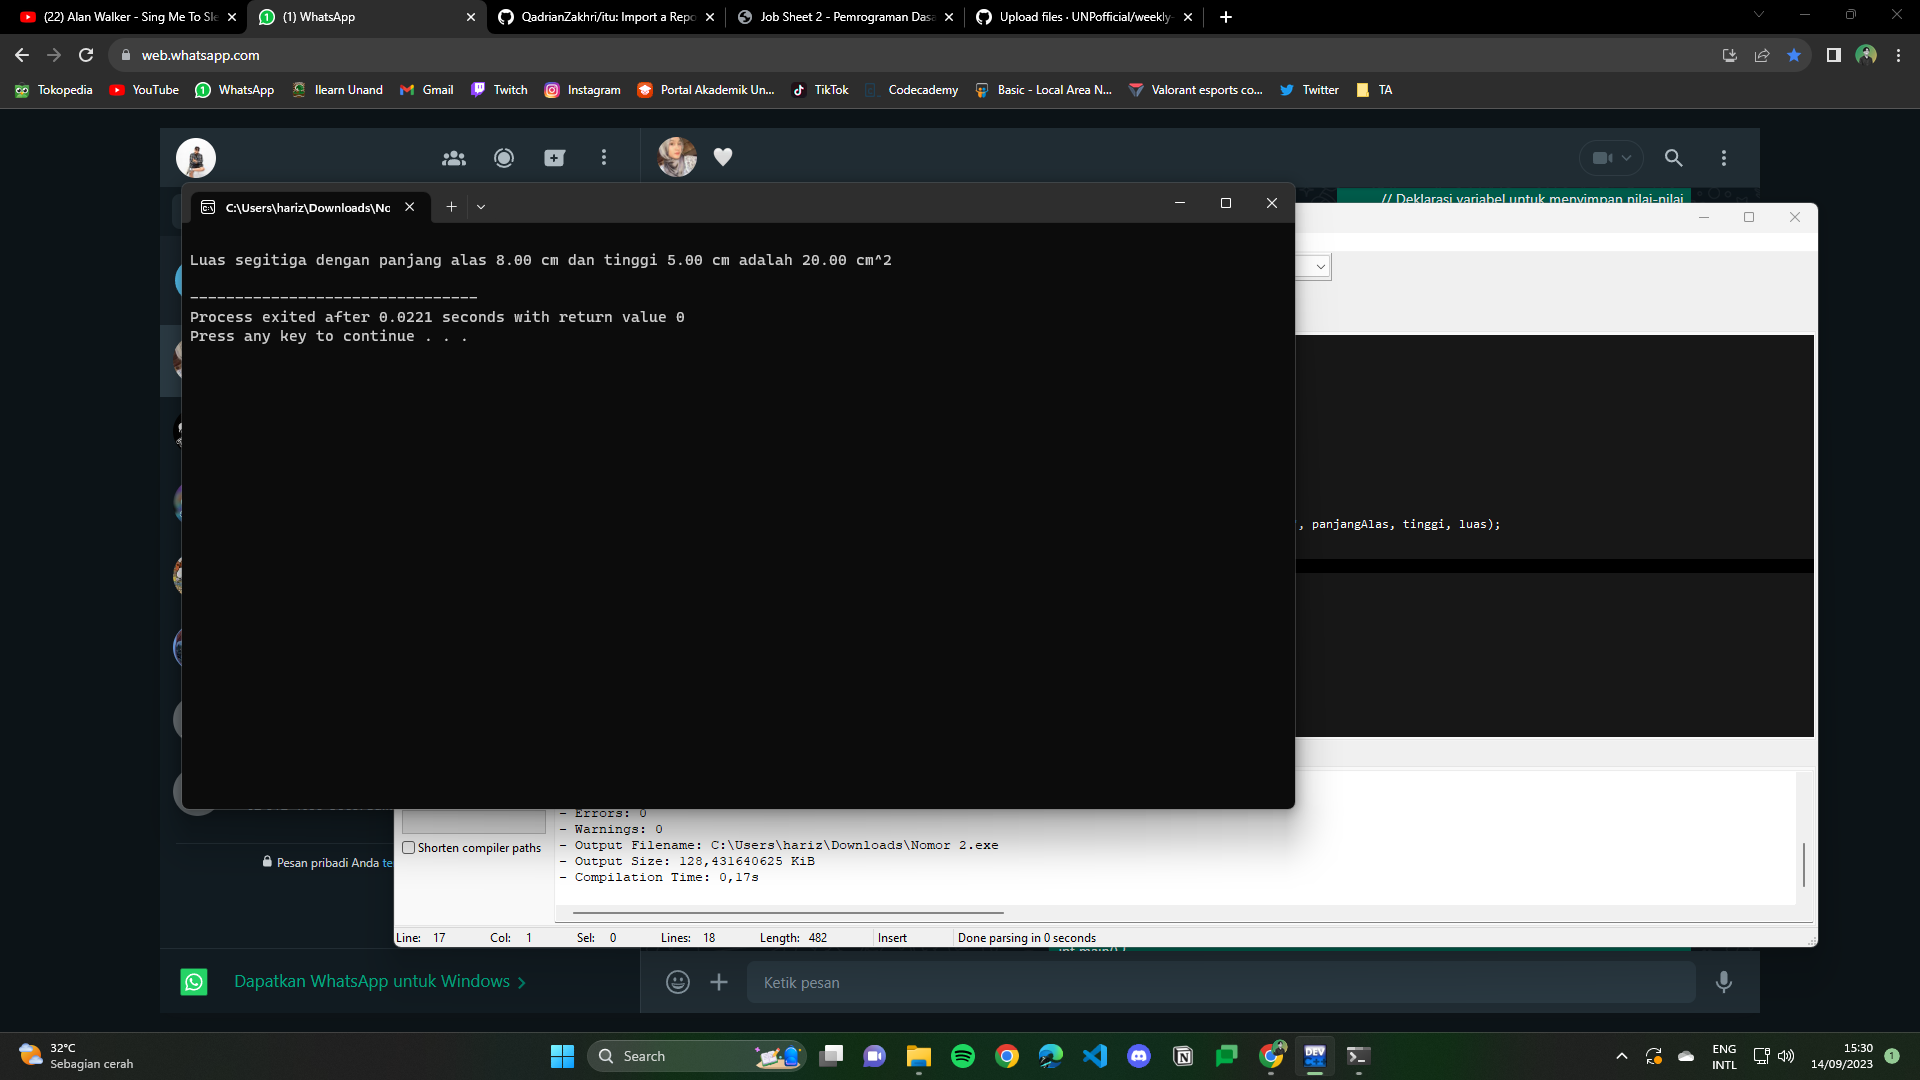 (22) Alan Walker - Sing Me To Sle
(1) WhatsApp
QadrianZakhri/itu: Import a Repo
Job Sheet 2 - Pemrograman Dasa
Upload files · UNPofficial/weekly-
web.whatsapp.com
Tokopedia
YouTube
WhatsApp
Ilearn Unand
Gmail
Twitch
Instagram
Portal Akademik Un...
TikTok
Codecademy
Basic - Local Area N...
Valorant esports co...
Twitter
TA
// Deklarasi variabel untuk menyimpan nilai-nilai
C:\Users\hariz\Downloads\No
Luas segitiga dengan panjang alas 8.00 cm dan tinggi 5.00 cm adalah 20.00 cm^2
--------------------------------
Process exited after 0.0221 seconds with return value 0
Press any key to continue . . .
, panjangAlas, tinggi, luas);
- Errors: 0
- Warnings: 0
- Output Filename: C:\Users\hariz\Downloads\Nomor 2.exe
- Output Size: 128,431640625 KiB
- Compilation Time: 0,17s
Shorten compiler paths
Pesan pribadi Anda te
Line: 17 Col: 1 Sel: 0 Lines: 18 Length: 482 Insert Done parsing in 0 seconds
int main() {
Dapatkan WhatsApp untuk Windows
Ketik pesan
32°C
Sebagian cerah
Search
DEV
ENG
INTL
15:30
14/09/2023
1